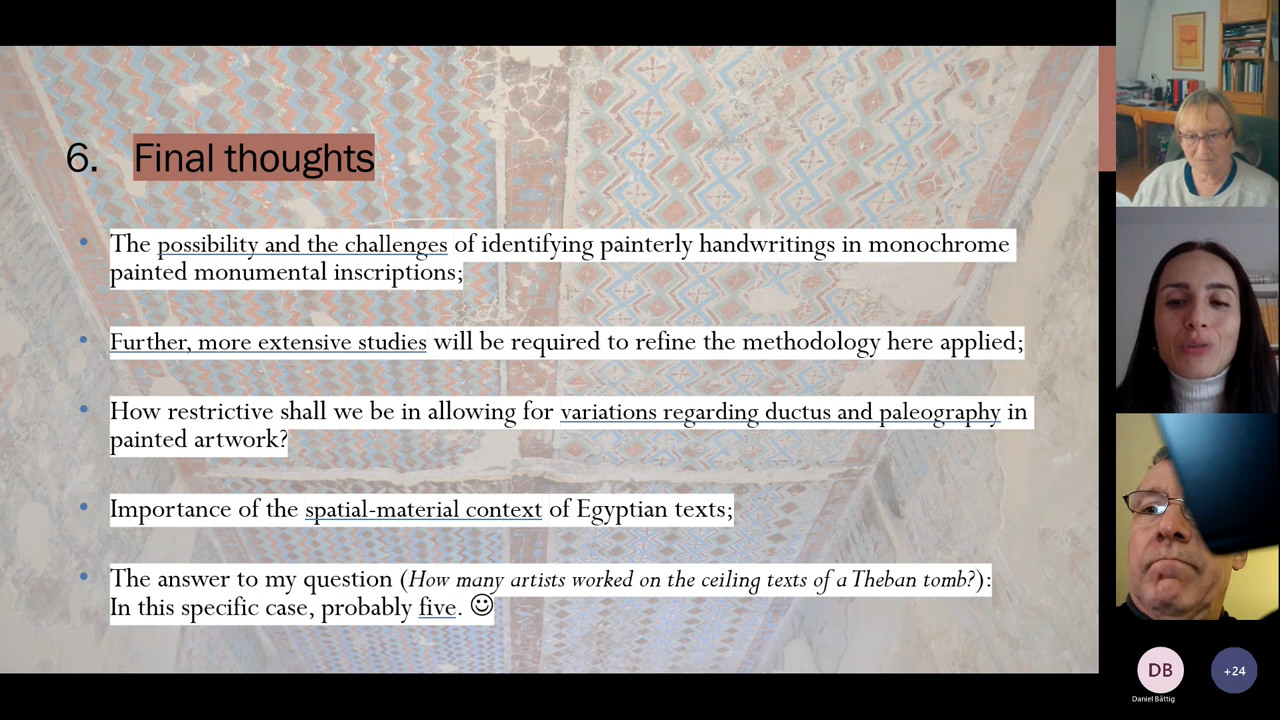 6. Final thoughts
• The possibility and the challenges of identifying painterly handwritings in monochrome
painted monumental inscriptions;
• Further, more extensive studies will be required to refine the methodology here applied;
• How restrictive shall we be in allowing for variations regarding ductus and paleography in
painted artwork?
• Importance of the spatial-material context of Egyptian texts;
• The answer to my question (How many artists worked on the ceiling texts of a Theban tomb?):
In this specific case, probably five. ☺
DB
+24
Daniel Bättig